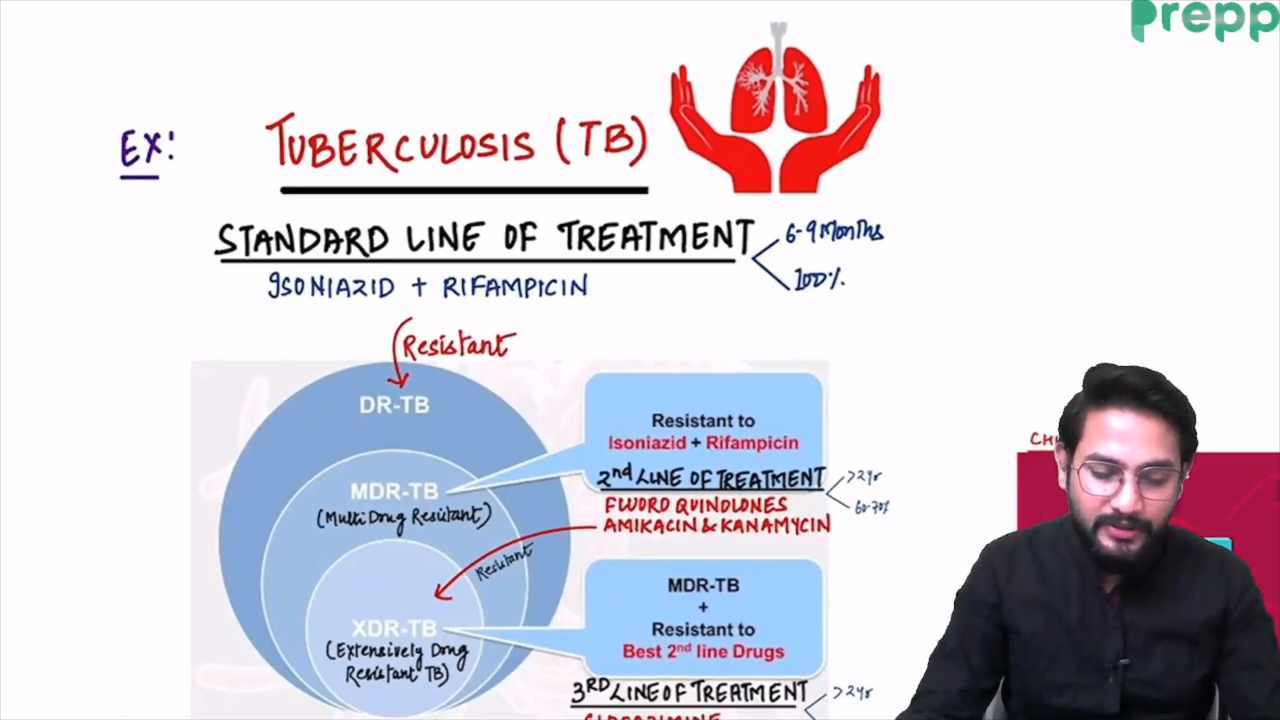 prepp
EX:
TUBERCULOSIS (TB)
STANDARD LINE OF TREATMENT
6-9 Months
100%
ISONIAZID + RIFAMPICIN
Resistant
DR-TB
Resistant to
Isoniazid + Rifampicin
2nd LINE OF TREATMENT
>2yr
60-70%
MDR-TB
(Multi Drug Resistant)
FLUORO QUINOLONES
AMIKACIN & KANAMYCIN
Resistant
MDR-TB
+
Resistant to
Best 2nd line Drugs
XDR-TB
(Extensively Drug
Resistant TB)
3RD LINE OF TREATMENT
>2yr